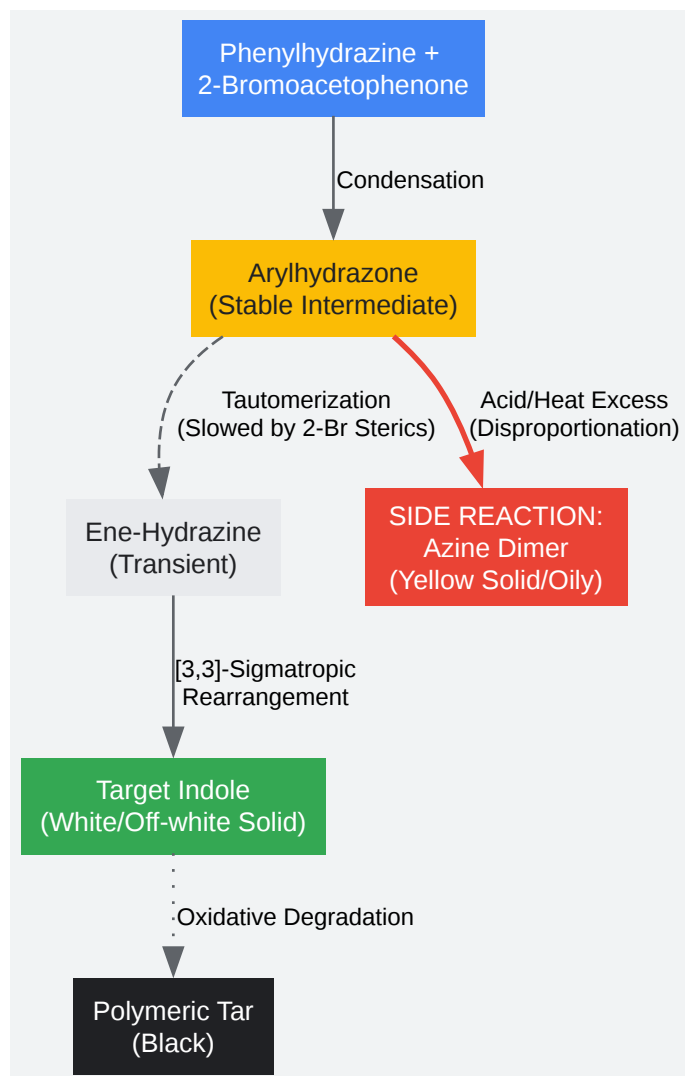 Phenylhydrazine +
2-Bromoacetophenone
Condensation
Arylhydrazone
(Stable Intermediate)
Tautomerization
(Slowed by 2-Br Sterics)
Acid/Heat Excess
(Disproportionation)
Ene-Hydrazine
(Transient)
SIDE REACTION:
Azine Dimer
(Yellow Solid/Oily)
[3,3]-Sigmatropic
Rearrangement
Target Indole
(White/Off-white Solid)
Oxidative Degradation
Polymeric Tar
(Black)